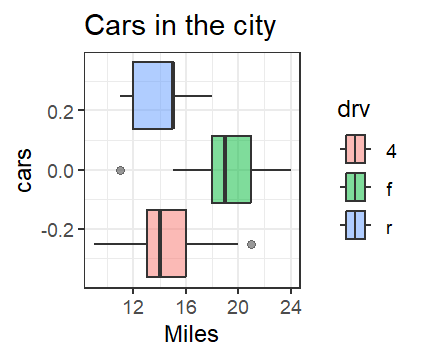 Cars in the city
cars
0.2
0.0
-0.2
12 16 20 24
Miles
drv
4
f
r